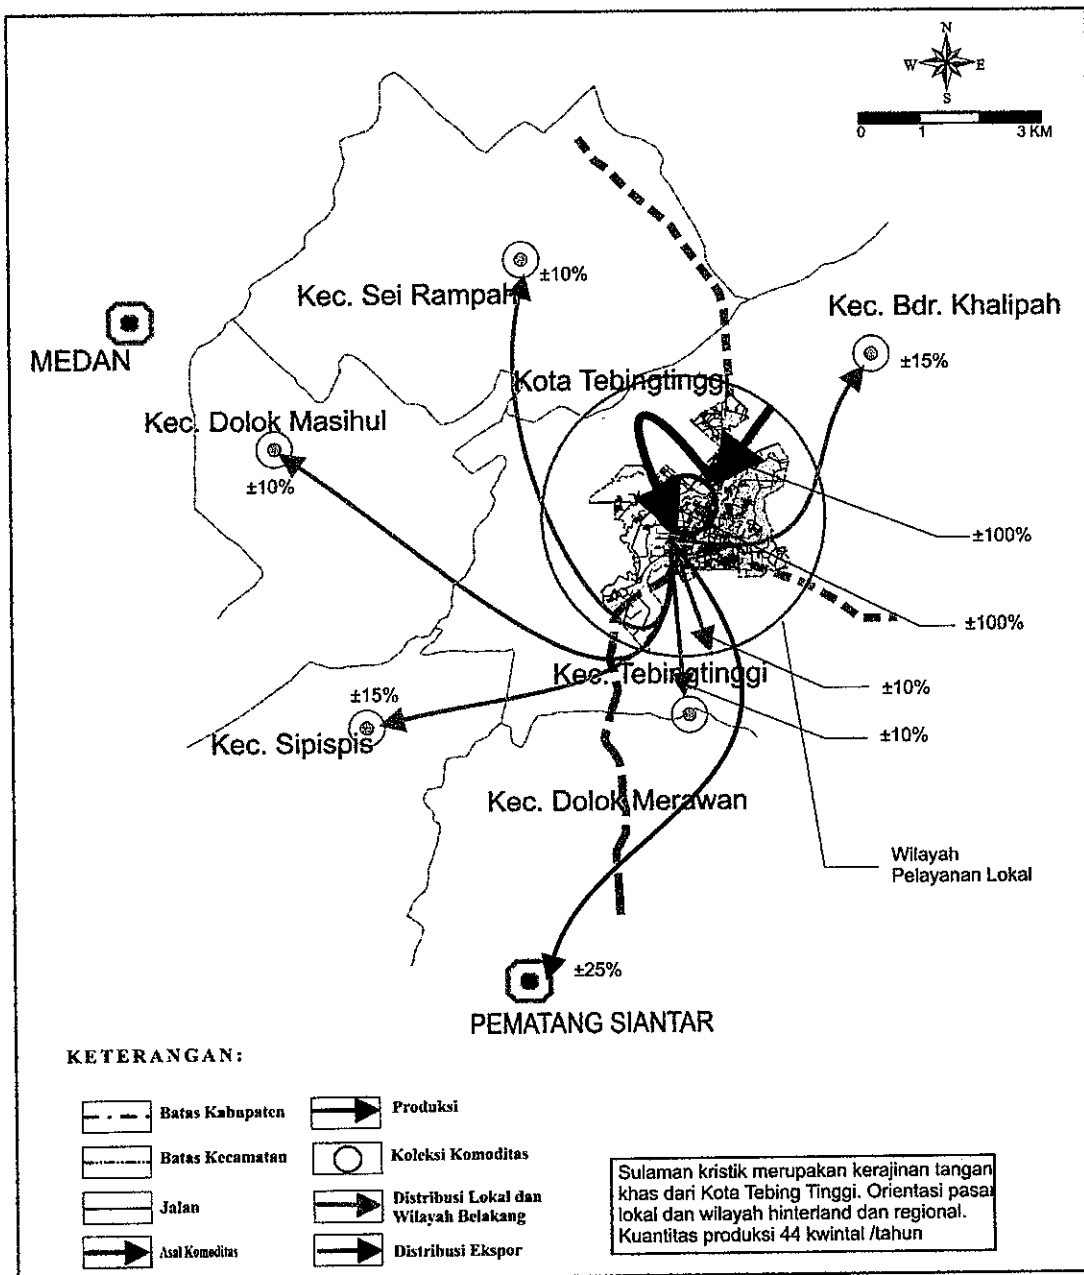 N
W E
S
0 1 3 KM
±10%
Kec. Sei Rampah
Kec. Bdr. Khalipah
±15%
MEDAN
Kota Tebingtinggi
Kec. Dolok Masihul
±10%
±100%
±100%
Kec. Tebingtinggi
±10%
±15%
±10%
Kec. Sipispis
Kec. Dolok Merawan
Wilayah
Pelayanan Lokal
±25%
PEMATANG SIANTAR
KETERANGAN:
Batas Kabupaten
Produksi
Batas Kecamatan
Koleksi Komoditas
Jalan
Distribusi Lokal dan
Wilayah Belakang
Asal Komoditas
Distribusi Ekspor
Sulaman kristik merupakan kerajinan tangan
khas dari Kota Tebing Tinggi. Orientasi pasar
lokal dan wilayah hinterland dan regional.
Kuantitas produksi 44 kwintal /tahun